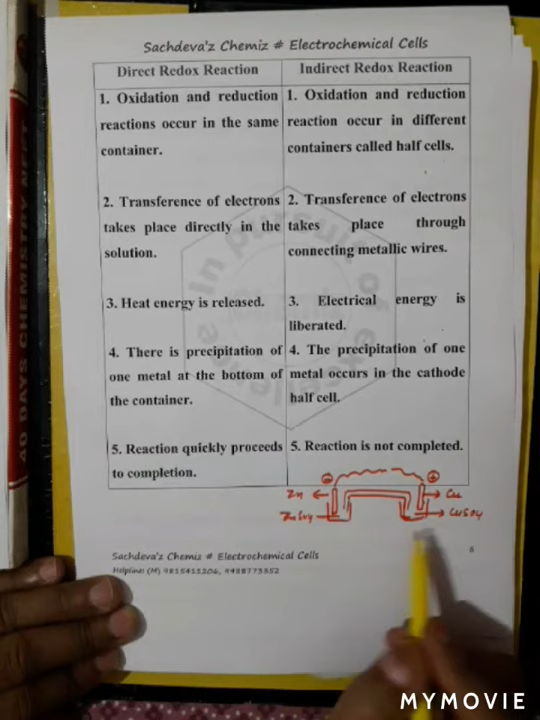 Sachdeva'z Chemiz # Electrochemical Cells
Direct Redox Reaction
Indirect Redox Reaction
1. Oxidation and reduction
reactions occur in the same
container.
1. Oxidation and reduction
reaction occur in different
containers called half cells.
2. Transference of electrons
takes place directly in the
solution.
2. Transference of electrons
takes place through
connecting metallic wires.
3. Heat energy is released.
3. Electrical energy is
liberated.
4. There is precipitation of
one metal at the bottom of
the container.
4. The precipitation of one
metal occurs in the cathode
half cell.
5. Reaction quickly proceeds
to completion.
5. Reaction is not completed.
Zn
Cu
ZnSO4
CuSO4
Sachdeva'z Chemiz # Electrochemical Cells
40 DAYS CHEMISTRY NEET
MYMOVIE